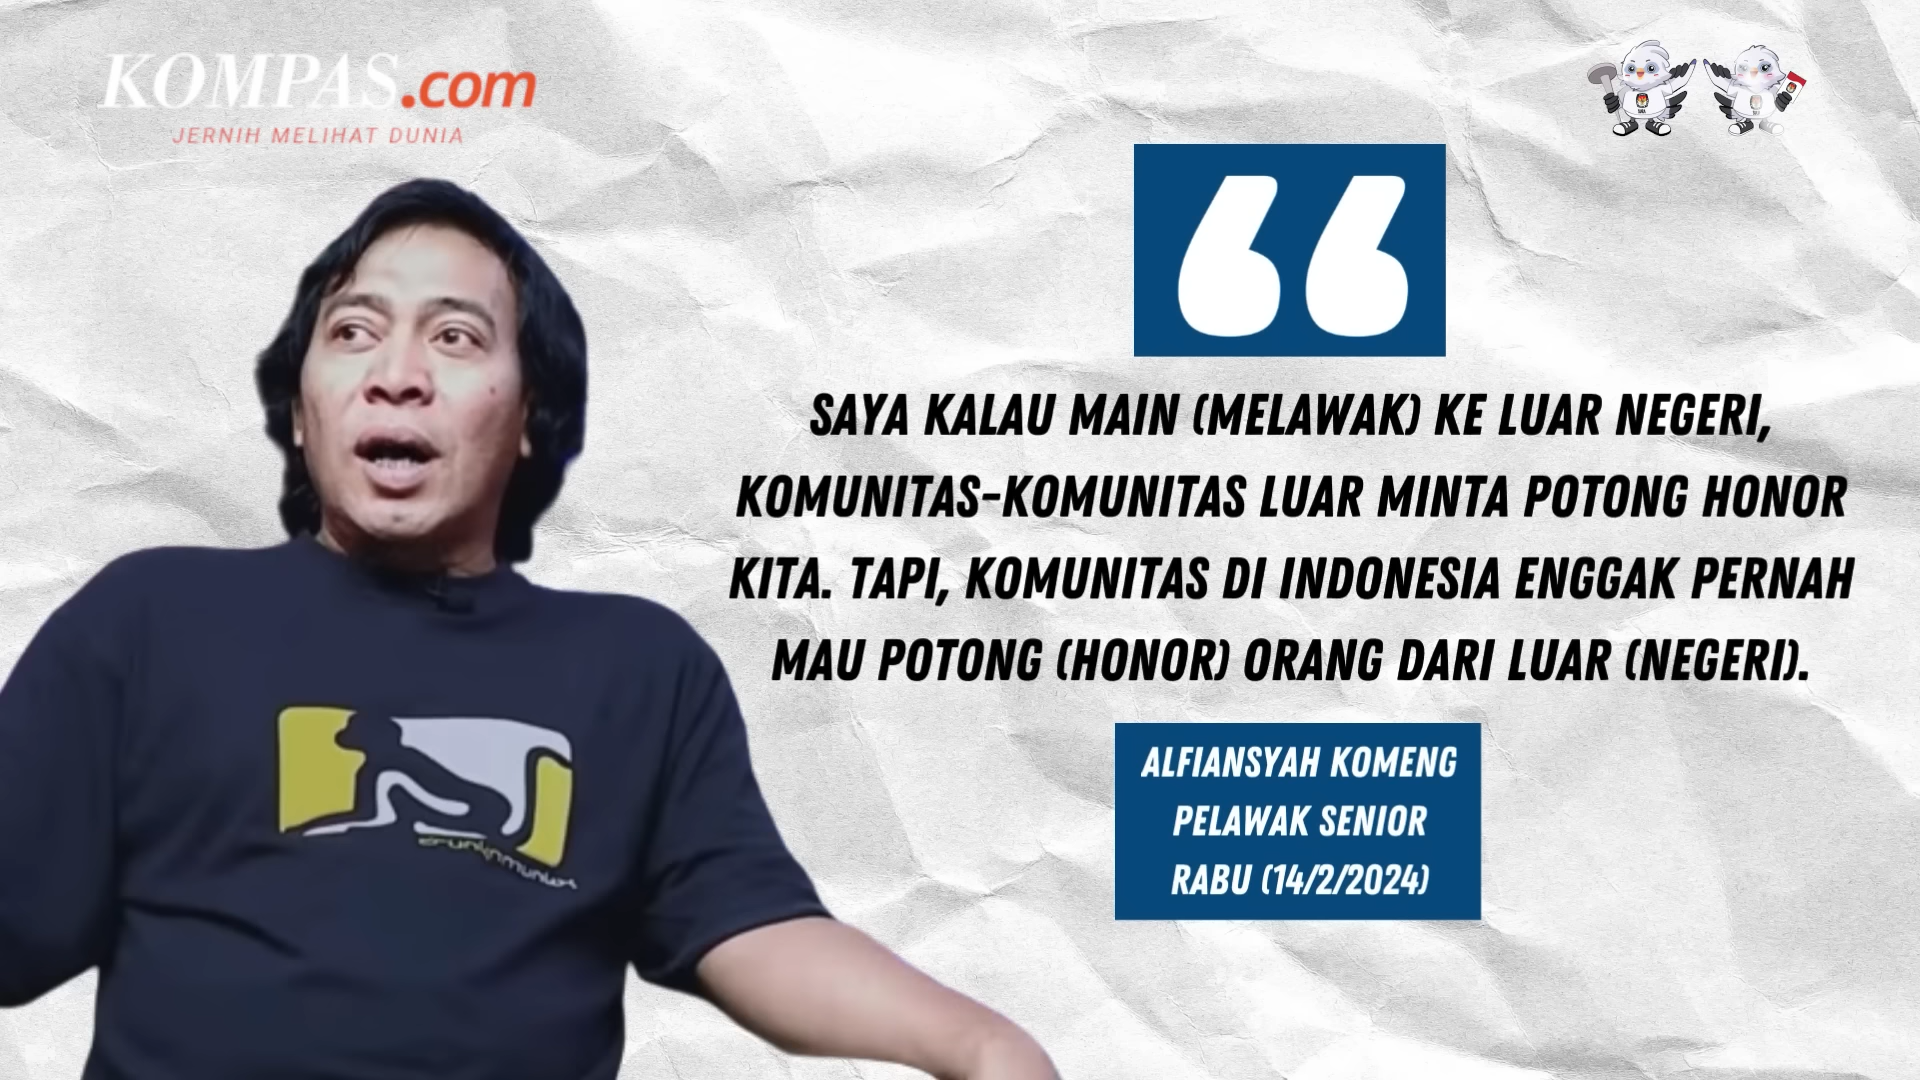 KOMPAS.com
JERNIH MELIHAT DUNIA
SAYA KALAU MAIN (MELAWAK) KE LUAR NEGERI,
KOMUNITAS-KOMUNITAS LUAR MINTA POTONG HONOR
KITA. TAPI, KOMUNITAS DI INDONESIA ENGGAK PERNAH
MAU POTONG (HONOR) ORANG DARI LUAR (NEGERI).
ALFIANSYAH KOMENG
PELAWAK SENIOR
RABU (14/2/2024)